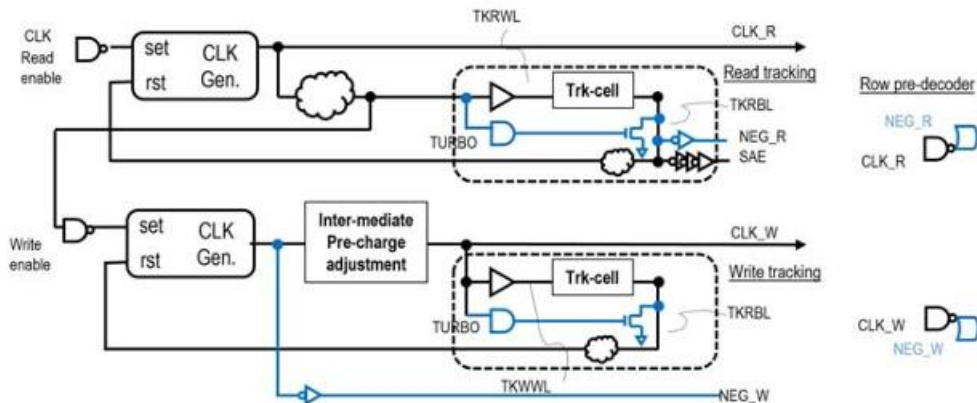 TKRWL
CLK
Read
enable
set
rst
CLK
Gen.
CLK_R
Read tracking
Trk-cell
TKRBL
TURBO
NEG_R
SAE
Row pre-decoder
NEG_R
CLK_R
Write
enable
set
rst
CLK
Gen.
Inter-mediate
Pre-charge
adjustment
CLK_W
Write tracking
Trk-cell
TKRBL
TURBO
TKWWL
NEG_W
CLK_W
NEG_W